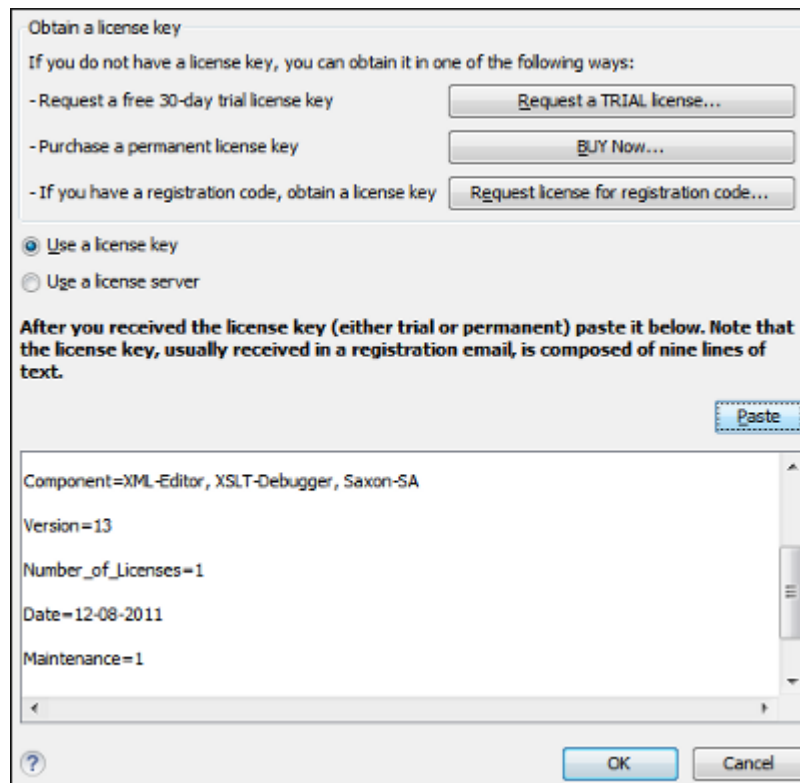 Obtain a license key
If you do not have a license key, you can obtain it in one of the following ways:
- Request a free 30-day trial license key
Request a TRIAL license...
- Purchase a permanent license key
BUY Now...
- If you have a registration code, obtain a license key
Request license for registration code...
Use a license key
Use a license server
After you received the license key (either trial or permanent) paste it below. Note that
the license key, usually received in a registration email, is composed of nine lines of
text.
Paste
Component=XML-Editor, XSLT-Debugger, Saxon-SA
Version=13
Number_of_Licenses=1
Date=12-08-2011
Maintenance=1
?
OK
Cancel